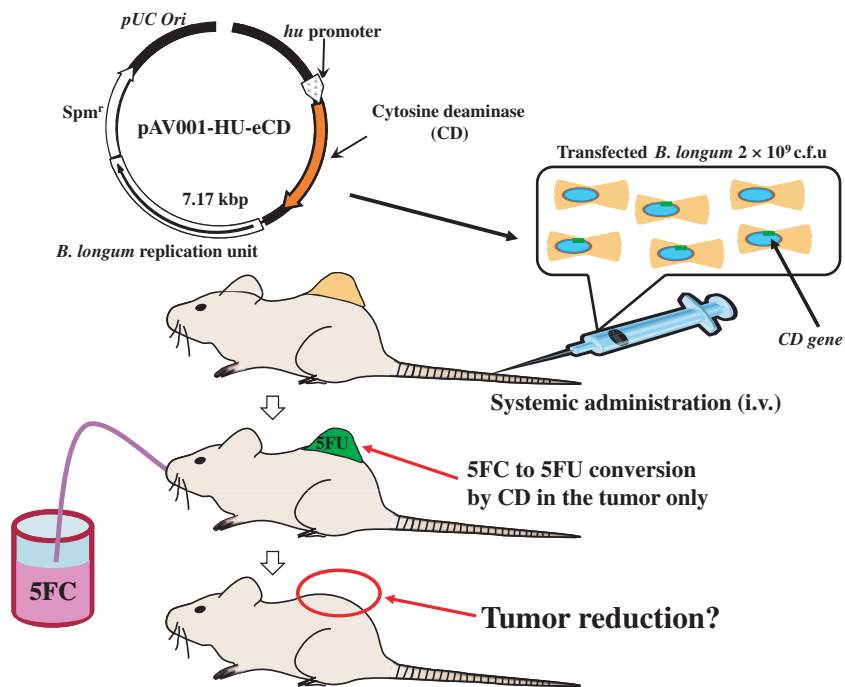 pUC Ori
hu promoter
Spmʳ
pAV001-HU-eCD
Cytosine deaminase
(CD)
7.17 kbp
B. longum replication unit
Transfected B. longum 2 × 10⁹ c.f.u
CD gene
Systemic administration (i.v.)
5FU
5FC to 5FU conversion
by CD in the tumor only
5FC
Tumor reduction?